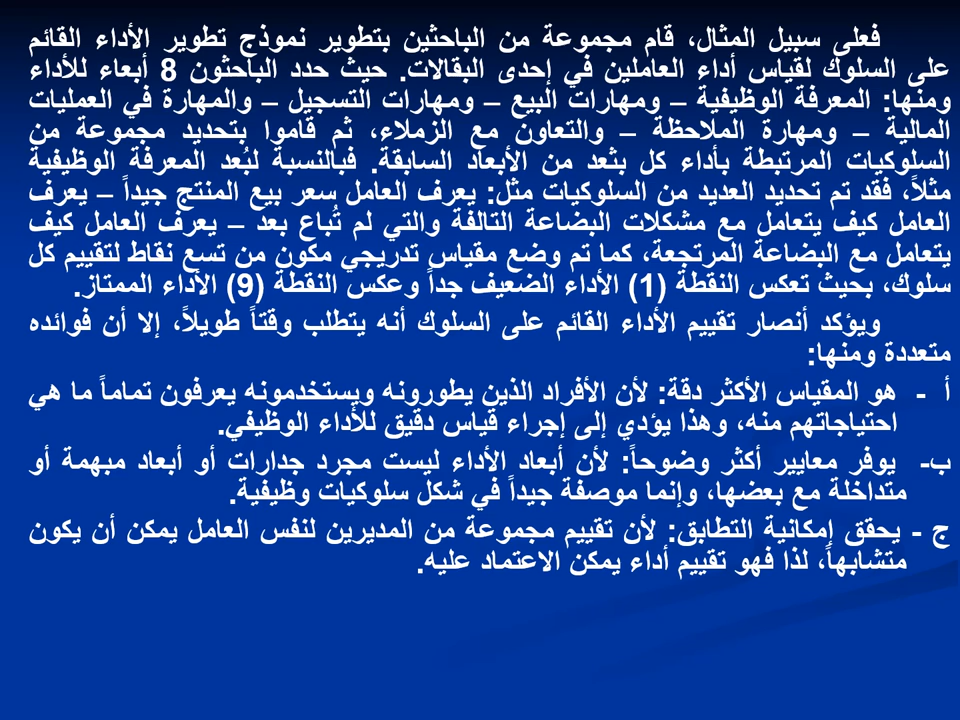 فعلى سبيل المثال، قام مجموعة من الباحثين بتطوير نموذج تطوير الأداء القائم
على السلوك لقياس أداء العاملين في إحدى البقالات. حيث حدد الباحثون 8 أبعاء للأداء
ومنها: المعرفة الوظيفية – ومهارات البيع – ومهارات التسجيل – والمهارة في العمليات
المالية – ومهارة الملاحظة – والتعاون مع الزملاء، ثم قاموا بتحديد مجموعة من
السلوكيات المرتبطة بأداء كل بثعد من الأبعاد السابقة. فبالنسبة لبُعد المعرفة الوظيفية
مثلاً، فقد تم تحديد العديد من السلوكيات مثل: يعرف العامل سعر بيع المنتج جيداً – يعرف
العامل كيف يتعامل مع مشكلات البضاعة التالفة والتي لم تُباع بعد – يعرف العامل كيف
يتعامل مع البضاعة المرتجعة، كما تم وضع مقياس تدريجي مكون من تسع نقاط لتقييم كل
سلوك، بحيث تعكس النقطة (1) الأداء الضعيف جداً وعكس النقطة (9) الأداء الممتاز.
ويؤكد أنصار تقييم الأداء القائم على السلوك أنه يتطلب وقتاً طويلاً، إلا أن فوائده
متعددة ومنها:
أ - هو المقياس الأكثر دقة: لأن الأفراد الذين يطورونه ويستخدمونه يعرفون تماماً ما هي
احتياجاتهم منه، وهذا يؤدي إلى إجراء قياس دقيق للأداء الوظيفي.
ب- يوفر معايير أكثر وضوحاً: لأن أبعاد الأداء ليست مجرد جدارات أو أبعاد مبهمة أو
متداخلة مع بعضها، وإنما موصفة جيداً في شكل سلوكيات وظيفية.
ج - يحقق إمكانية التطابق: لأن تقييم مجموعة من المديرين لنفس العامل يمكن أن يكون
متشابهاً، لذا فهو تقييم أداء يمكن الاعتماد عليه.